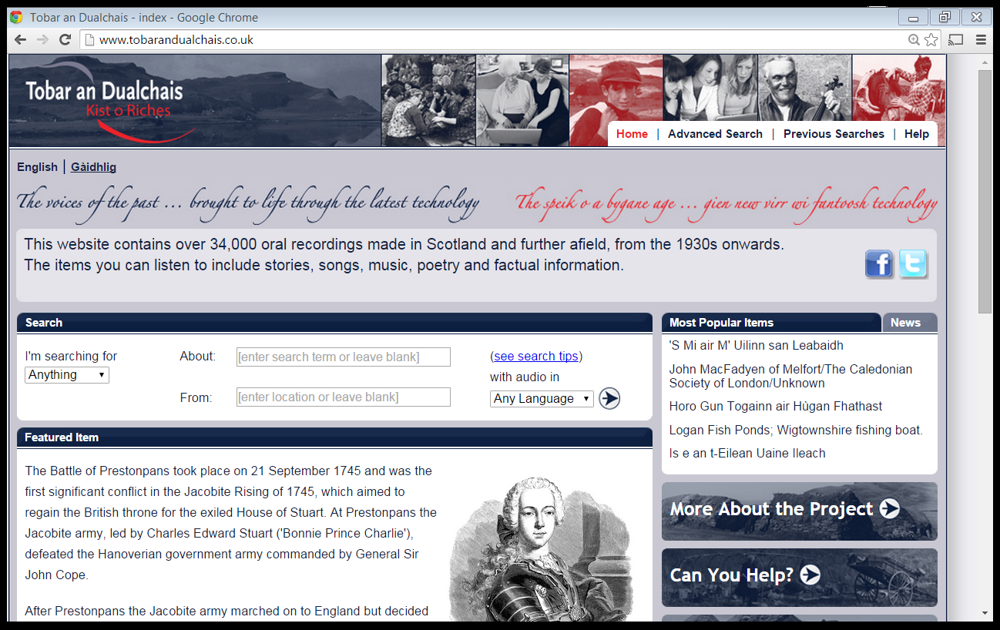 Tobar an Dualchais - index - Google Chrome
www.tobarandualchais.co.uk
Tobar an Dualchais
Kist o Riches
Home | Advanced Search | Previous Searches | Help
English | Gàidhlig
The voices of the past ... brought to life through the latest technology
The speik o a bygane age ... gien new virr wi fantoosh technology
This website contains over 34,000 oral recordings made in Scotland and further afield, from the 1930s onwards.
The items you can listen to include stories, songs, music, poetry and factual information.
Search
I'm searching for
Anything
About: [enter search term or leave blank]
From: [enter location or leave blank]
(see search tips)
with audio in
Any Language
Most Popular Items
News
'S Mi air M' Uilinn san Leabaidh
John MacFadyen of Melfort/The Caledonian
Society of London/Unknown
Horo Gun Togainn air Hùgan Fhathast
Logan Fish Ponds; Wigtownshire fishing boat.
Is e an t-Eilean Uaine Ileach
Featured Item
The Battle of Prestonpans took place on 21 September 1745 and was the
first significant conflict in the Jacobite Rising of 1745, which aimed to
regain the British throne for the exiled House of Stuart. At Prestonpans the
Jacobite army, led by Charles Edward Stuart ('Bonnie Prince Charlie'),
defeated the Hanoverian government army commanded by General Sir
John Cope.
After Prestonpans the Jacobite army marched on to England but decided
More About the Project
Can You Help?